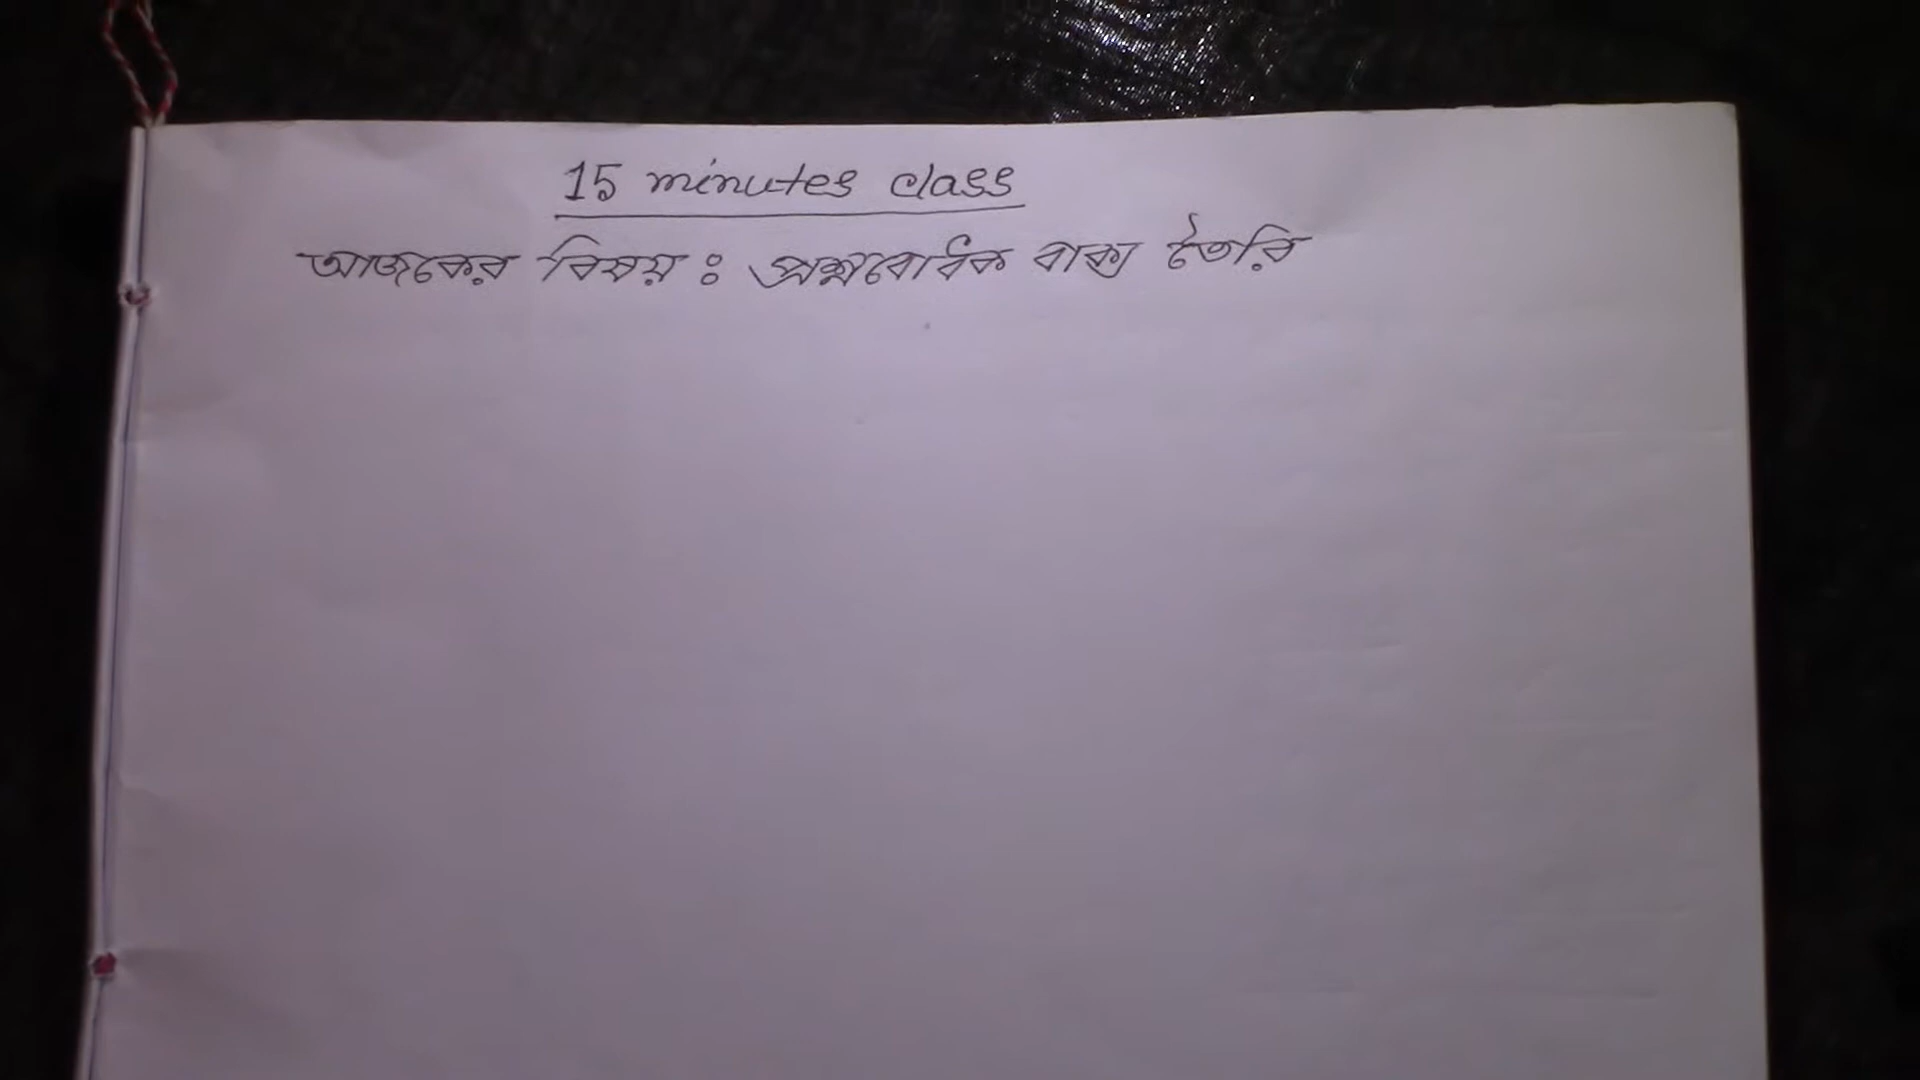 15 minutes class
আজকের বিষয় : প্রশ্নবোধক বাক্য তৈরি